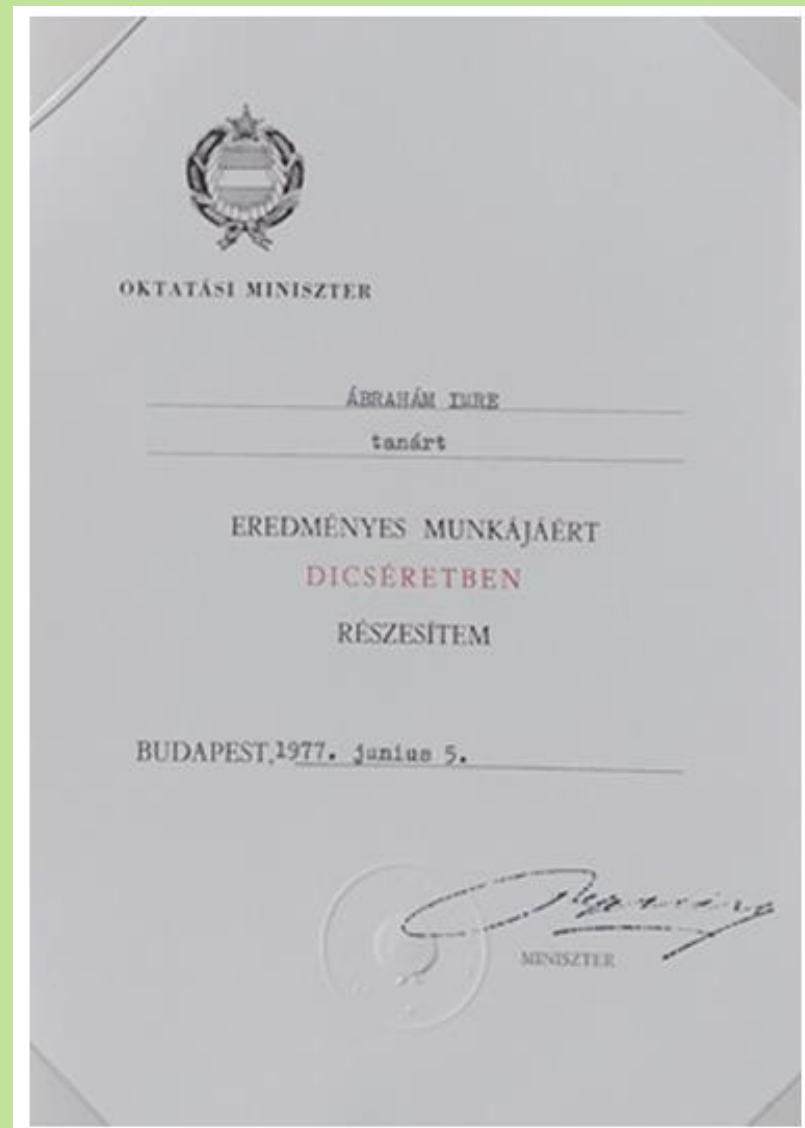 OKTATÁSI MINISZTER
ÁBRAHÁM IMRE
tanárt
EREDMÉNYES MUNKÁJÁÉRT
DICSÉRETBEN
RÉSZESÍTEM
BUDAPEST, 1977. junius 5.
MINISZTER